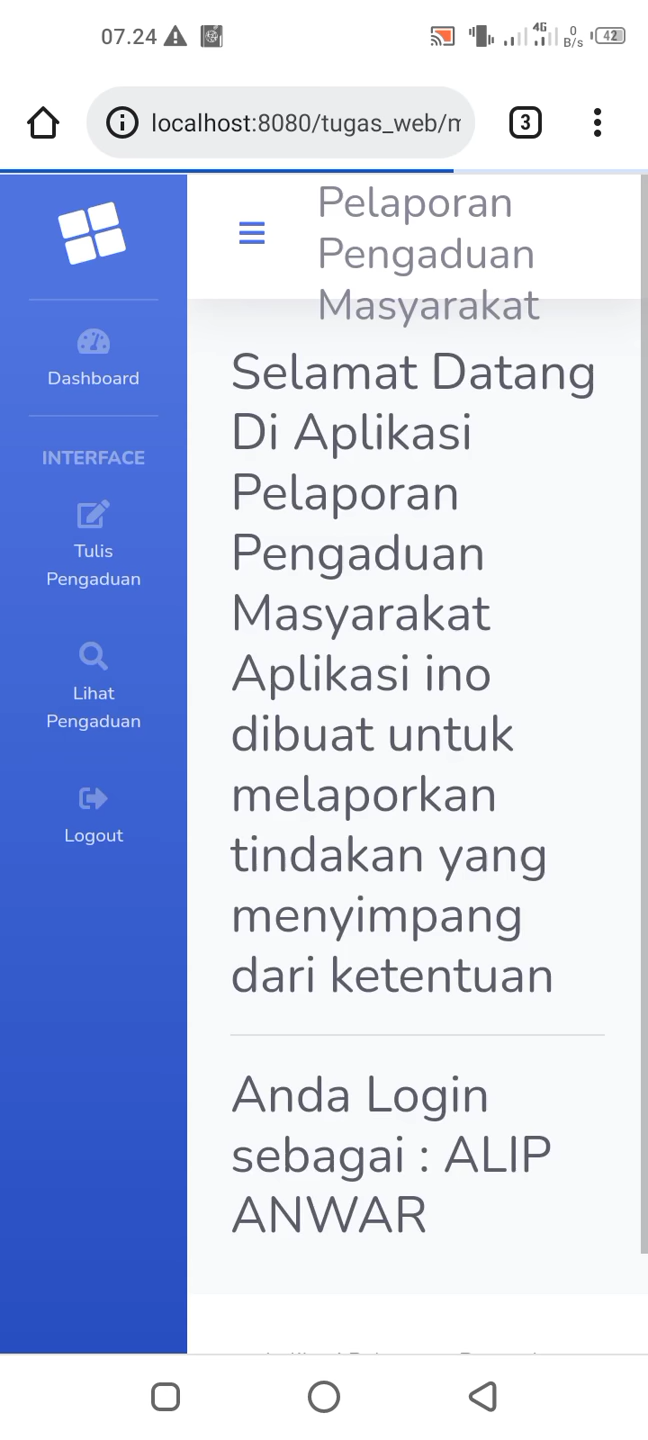 07.24
4G
0
B/s
42
localhost:8080/tugas_web/m
3
Pelaporan
Pengaduan
Masyarakat
Dashboard
INTERFACE
Tulis
Pengaduan
Lihat
Pengaduan
Logout
Selamat Datang
Di Aplikasi
Pelaporan
Pengaduan
Masyarakat
Aplikasi ino
dibuat untuk
melaporkan
tindakan yang
menyimpang
dari ketentuan
Anda Login
sebagai : ALIP
ANWAR